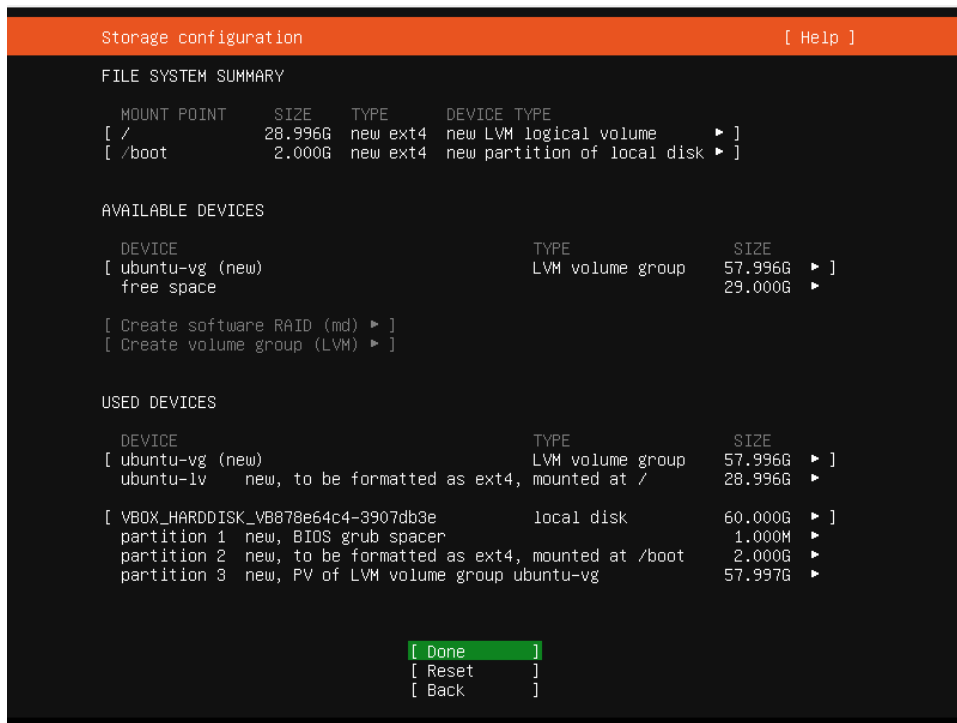 Storage configuration [ Help ]
FILE SYSTEM SUMMARY
MOUNT POINT SIZE TYPE DEVICE TYPE
[ / 28.996G new ext4 new LVM logical volume ▸ ]
[ /boot 2.000G new ext4 new partition of local disk ▸ ]
AVAILABLE DEVICES
DEVICE TYPE SIZE
[ ubuntu-vg (new) LVM volume group 57.996G ▸ ]
free space 29.000G ▸
[ Create software RAID (md) ▸ ]
[ Create volume group (LVM) ▸ ]
USED DEVICES
DEVICE TYPE SIZE
[ ubuntu-vg (new) LVM volume group 57.996G ▸ ]
ubuntu-lv new, to be formatted as ext4, mounted at / 28.996G ▸
[ VBOX_HARDDISK_VB878e64c4-3907db3e local disk 60.000G ▸ ]
partition 1 new, BIOS grub spacer 1.000M ▸
partition 2 new, to be formatted as ext4, mounted at /boot 2.000G ▸
partition 3 new, PV of LVM volume group ubuntu-vg 57.997G ▸
[ Done ]
[ Reset ]
[ Back ]